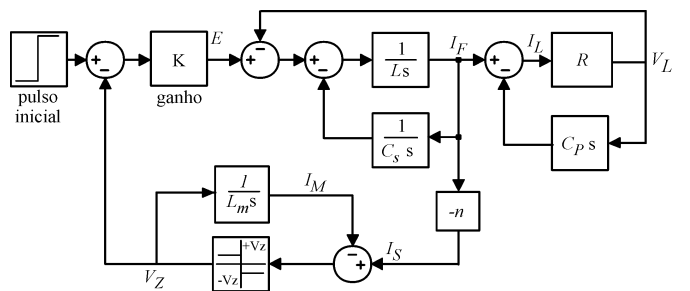 pulso
inicial
+
-
K
ganho
E
+
-
+
-
1
Ls
I_F
+
-
I_L
R
V_L
1
C_s s
C_P s
-n
1
L_m s
I_M
-
+
I_S
+Vz
-Vz
V_Z